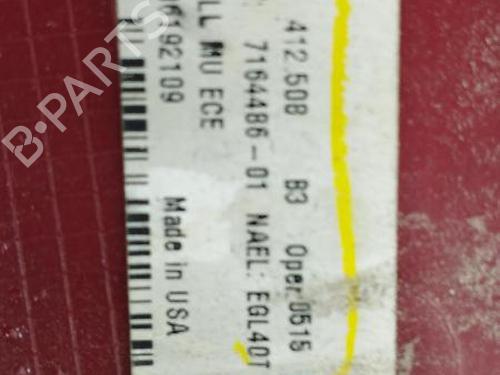 412.508 B3 Oper.0515
7164486-01 NAEL: EGL40T
LL MU ECE
6192109 Made in USA
B-PARTS